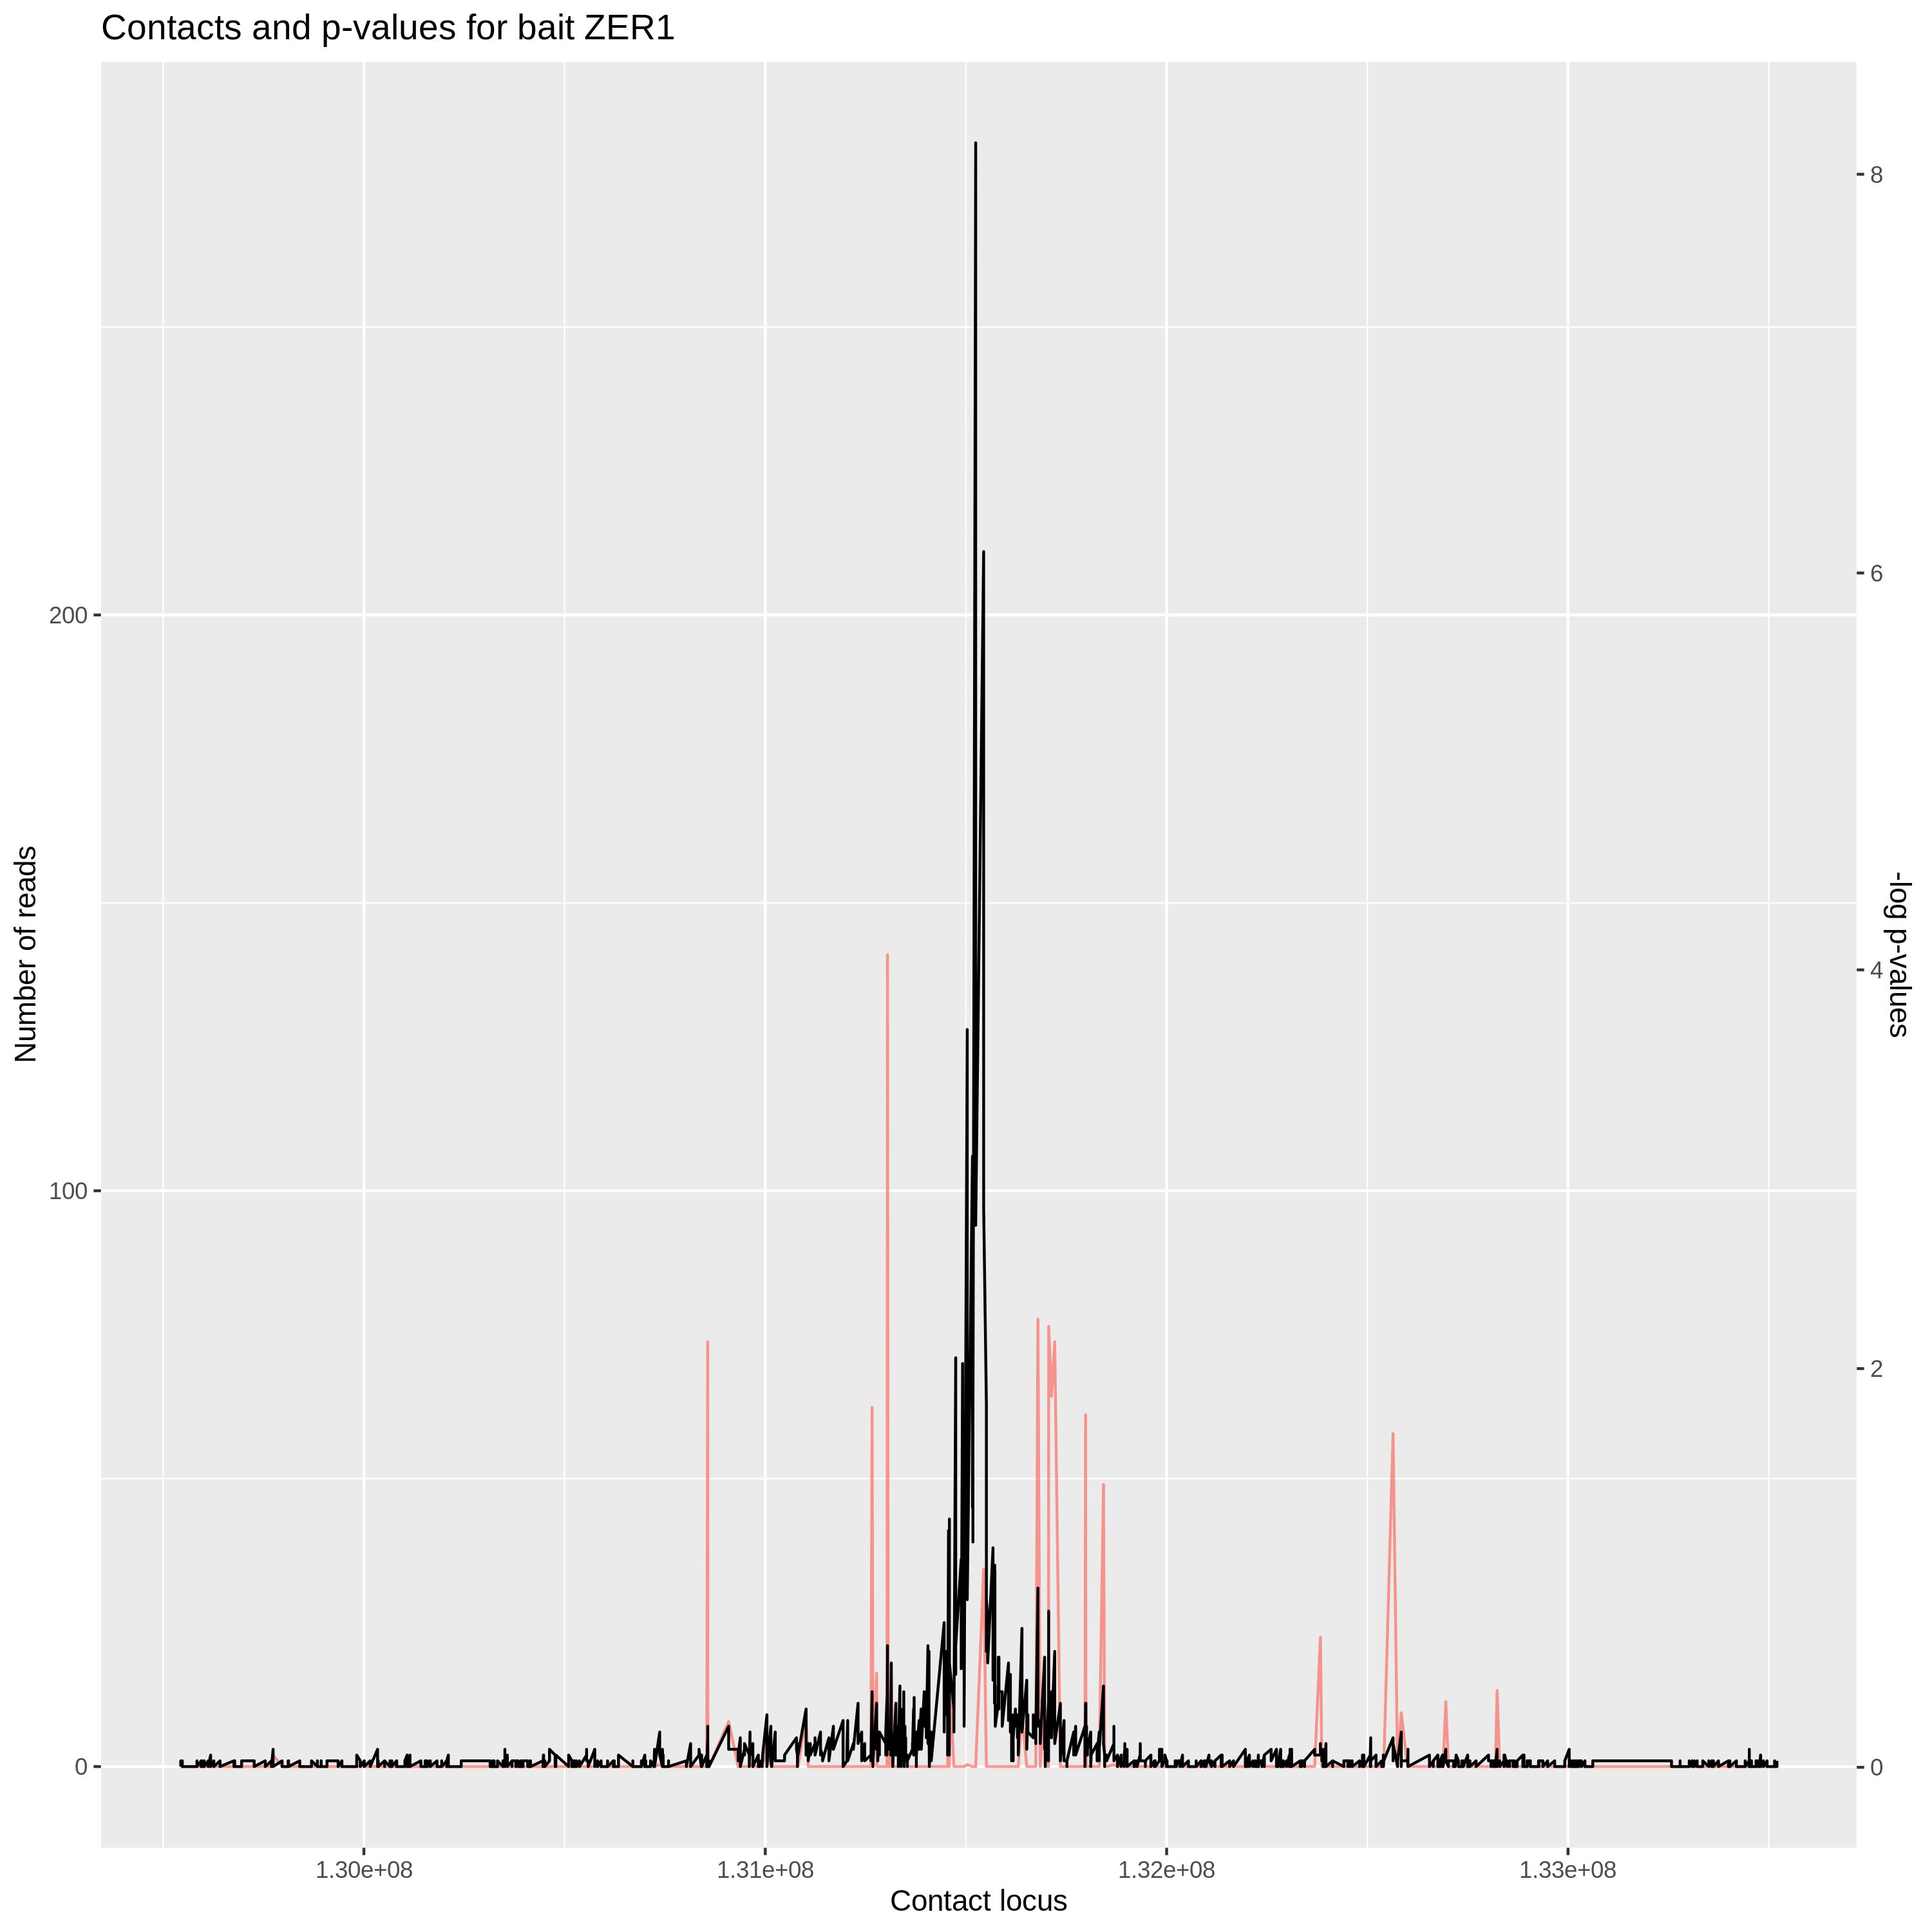 Contacts and p-values for bait ZER1
8
6
200
Number of reads
-log p-values
4
100
2
0
0
1.30e+08
1.31e+08
1.32e+08
1.33e+08
Contact locus